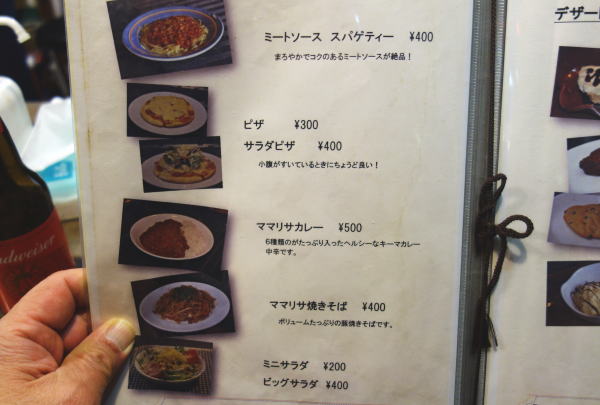 ミートソース スパゲティー ¥400
まろやかでコクのあるミートソースが絶品!
ピザ ¥300
サラダピザ ¥400
小腹がすいているときにちょうど良い!
ママリサカレー ¥500
6種類のがたっぷり入ったヘルシーなキーマカレー
中辛です。
ママリサ焼きそば ¥400
ボリュームたっぷりの豚焼きそばです。
ミニサラダ ¥200
ビッグサラダ ¥400
デザー
Budweiser